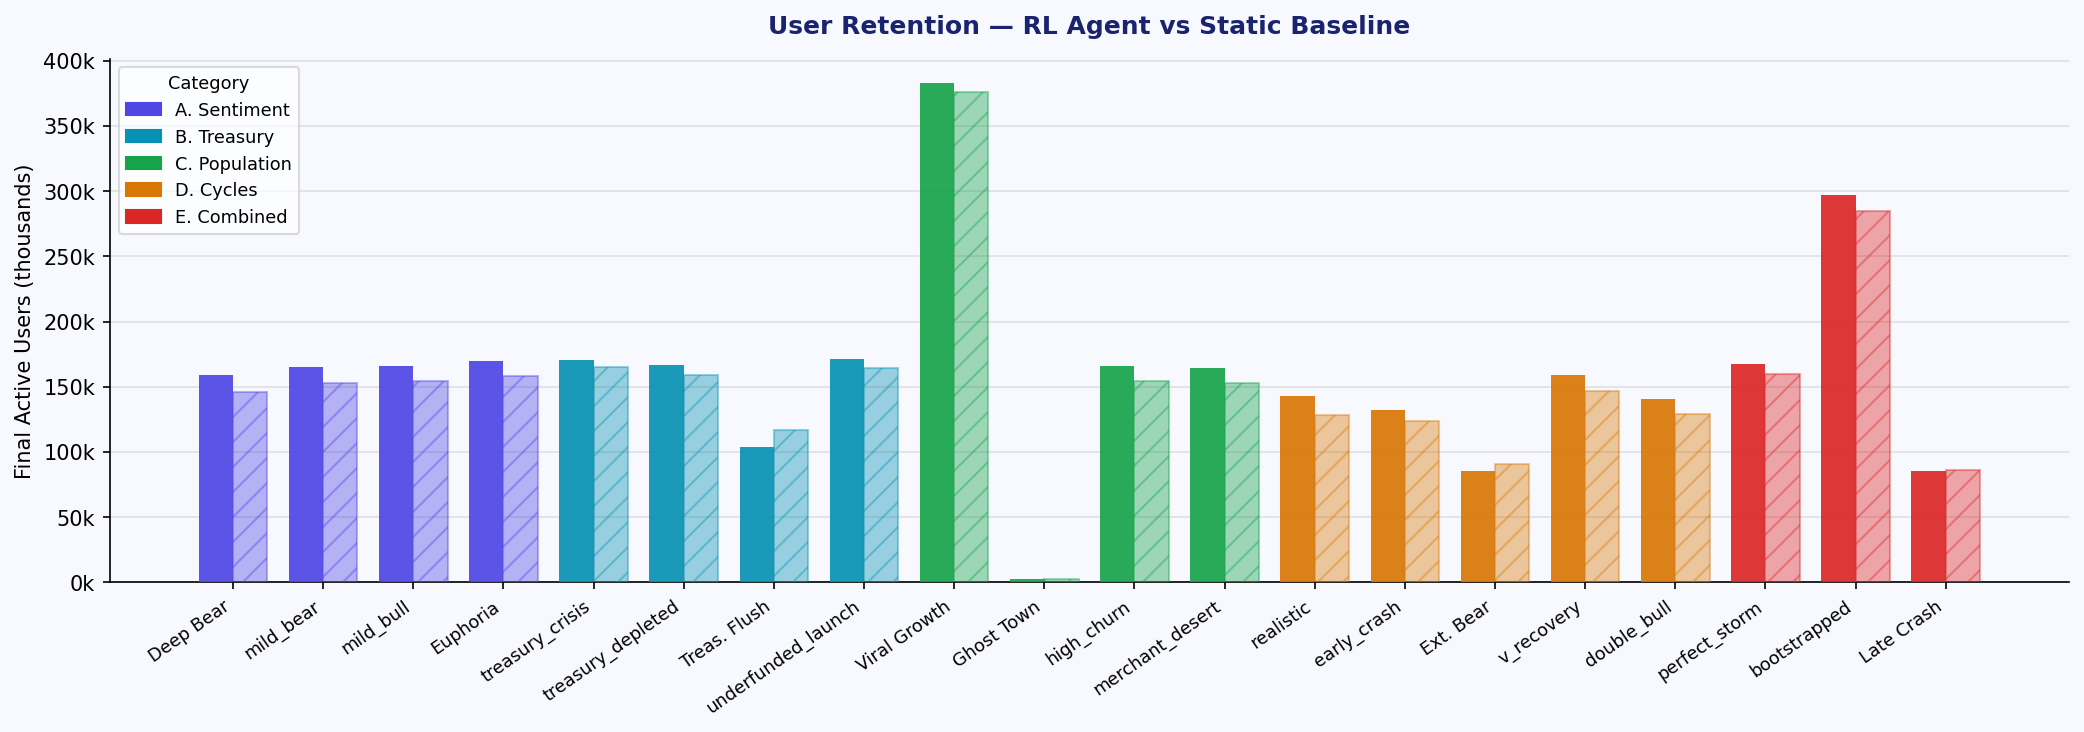 User Retention — RL Agent vs Static Baseline
Final Active Users (thousands)
400k
350k
300k
250k
200k
150k
100k
50k
0k
Category
A. Sentiment
B. Treasury
C. Population
D. Cycles
E. Combined
Deep Bear
mild_bear
mild_bull
Euphoria
treasury_crisis
treasury_depleted
Treas. Flush
underfunded_launch
Viral Growth
Ghost Town
high_churn
merchant_desert
realistic
early_crash
Ext. Bear
v_recovery
double_bull
perfect_storm
bootstrapped
Late Crash